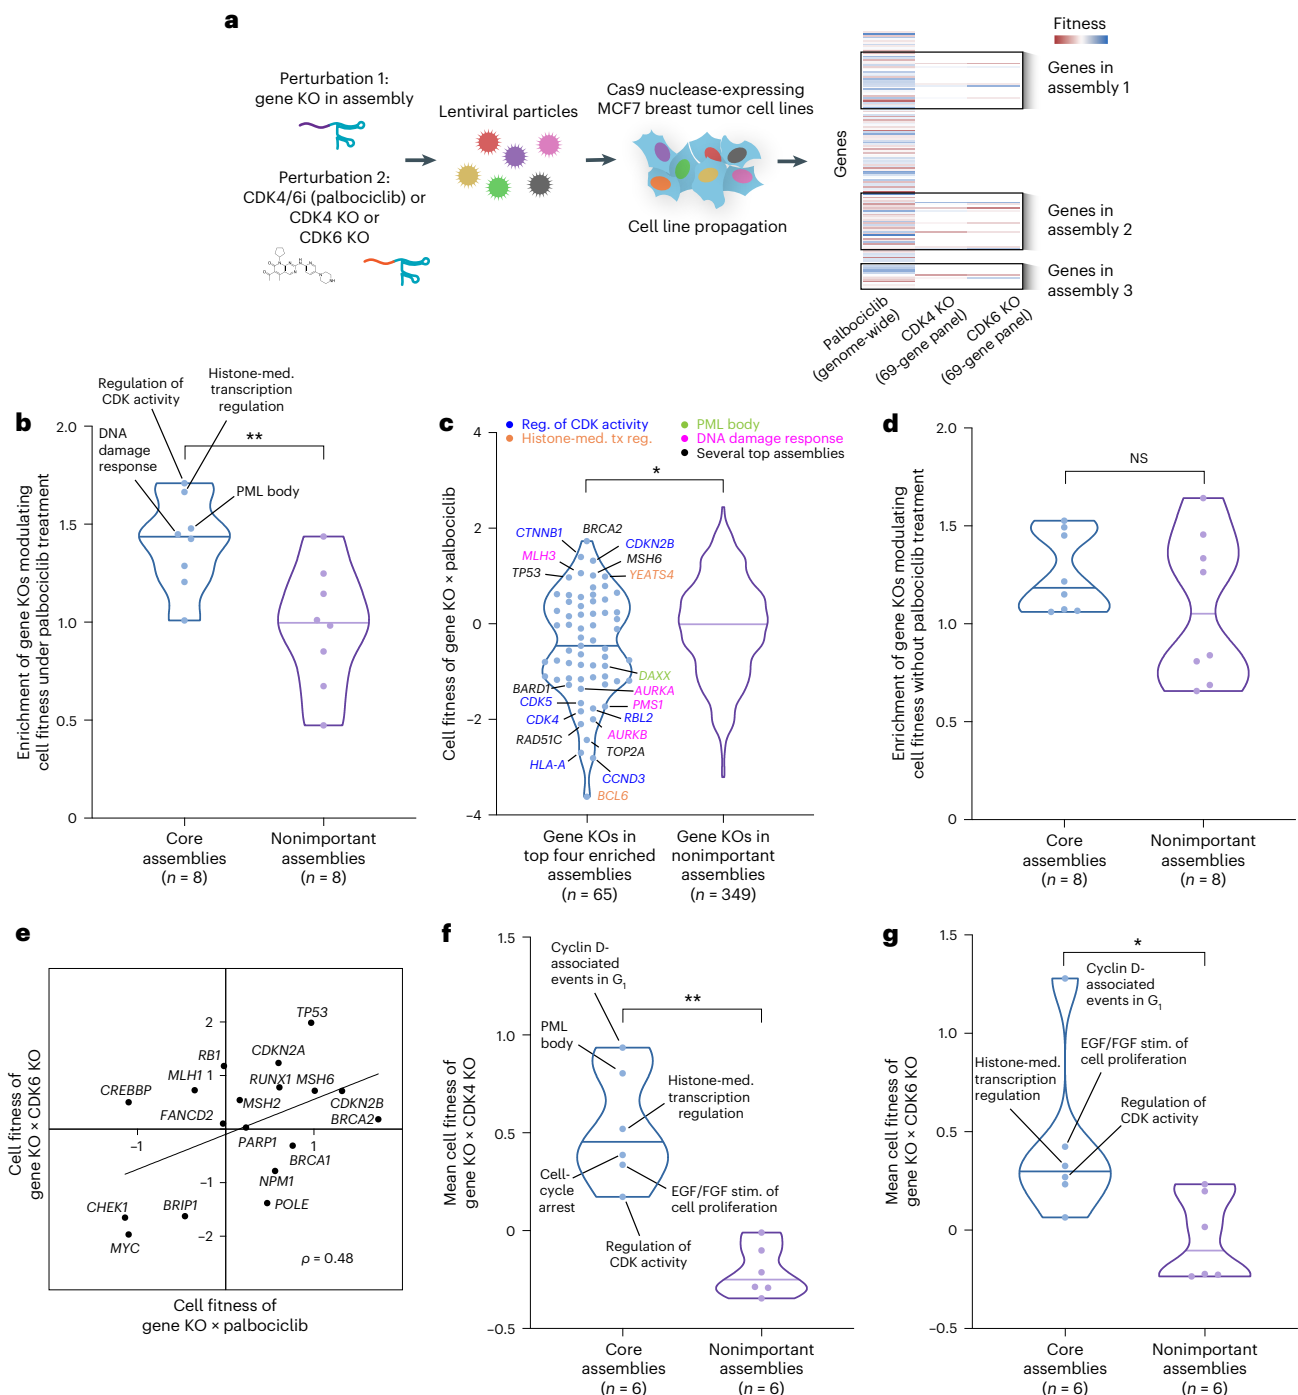 a
Perturbation 1:
gene KO in assembly
Perturbation 2:
CDK4/6i (palbociclib) or
CDK4 KO or
CDK6 KO
Lentiviral particles
Cas9 nuclease-expressing
MCF7 breast tumor cell lines
Cell line propagation
Fitness
Genes
Genes in
assembly 1
Genes in
assembly 2
Genes in
assembly 3
Palbociclib
(genome-wide)
CDK4 KO
(69-gene panel)
CDK6 KO
(69-gene panel)
b
Enrichment of gene KOs modulating
cell fitness under palbociclib treatment
2.0
1.5
1.0
0.5
0
Regulation of
CDK activity
Histone-med.
transcription
regulation
DNA
damage
response
PML body
**
Core
assemblies
(n = 8)
Nonimportant
assemblies
(n = 8)
c
Reg. of CDK activity
Histone-med. tx reg.
PML body
DNA damage response
Several top assemblies
Cell fitness of gene KO × palbociclib
4
2
0
−2
−4
*
CTNNB1
BRCA2
CDKN2B
MLH3
MSH6
TP53
YEATS4
DAXX
BARD1
AURKA
CDK5
PMS1
CDK4
RBL2
RAD51C
AURKB
TOP2A
HLA-A
CCND3
BCL6
Gene KOs in
top four enriched
assemblies
(n = 65)
Gene KOs in
nonimportant
assemblies
(n = 349)
d
Enrichment of gene KOs modulating
cell fitness without palbociclib treatment
2.0
1.5
1.0
0.5
0
NS
Core
assemblies
(n = 8)
Nonimportant
assemblies
(n = 8)
e
Cell fitness of
gene KO × CDK6 KO
2
1
−1
−2
−1
1
TP53
RB1
CDKN2A
MLH1
RUNX1
MSH6
CREBBP
MSH2
CDKN2B
FANCD2
BRCA2
PARP1
BRCA1
NPM1
CHEK1
BRIP1
POLE
MYC
ρ = 0.48
Cell fitness of
gene KO × palbociclib
f
Mean cell fitness of
gene KO × CDK4 KO
1.5
1.0
0.5
0
−0.5
Cyclin D-
associated
events in G1
**
PML
body
Histone-med.
transcription
regulation
Cell-
cycle
arrest
EGF/FGF stim. of
cell proliferation
Regulation of
CDK activity
Core
assemblies
(n = 6)
Nonimportant
assemblies
(n = 6)
g
Mean cell fitness of
gene KO × CDK6 KO
1.5
1.0
0.5
0
−0.5
*
Cyclin D-
associated
events in G1
EGF/FGF stim. of
cell proliferation
Histone-med.
transcription
regulation
Regulation of
CDK activity
Core
assemblies
(n = 6)
Nonimportant
assemblies
(n = 6)